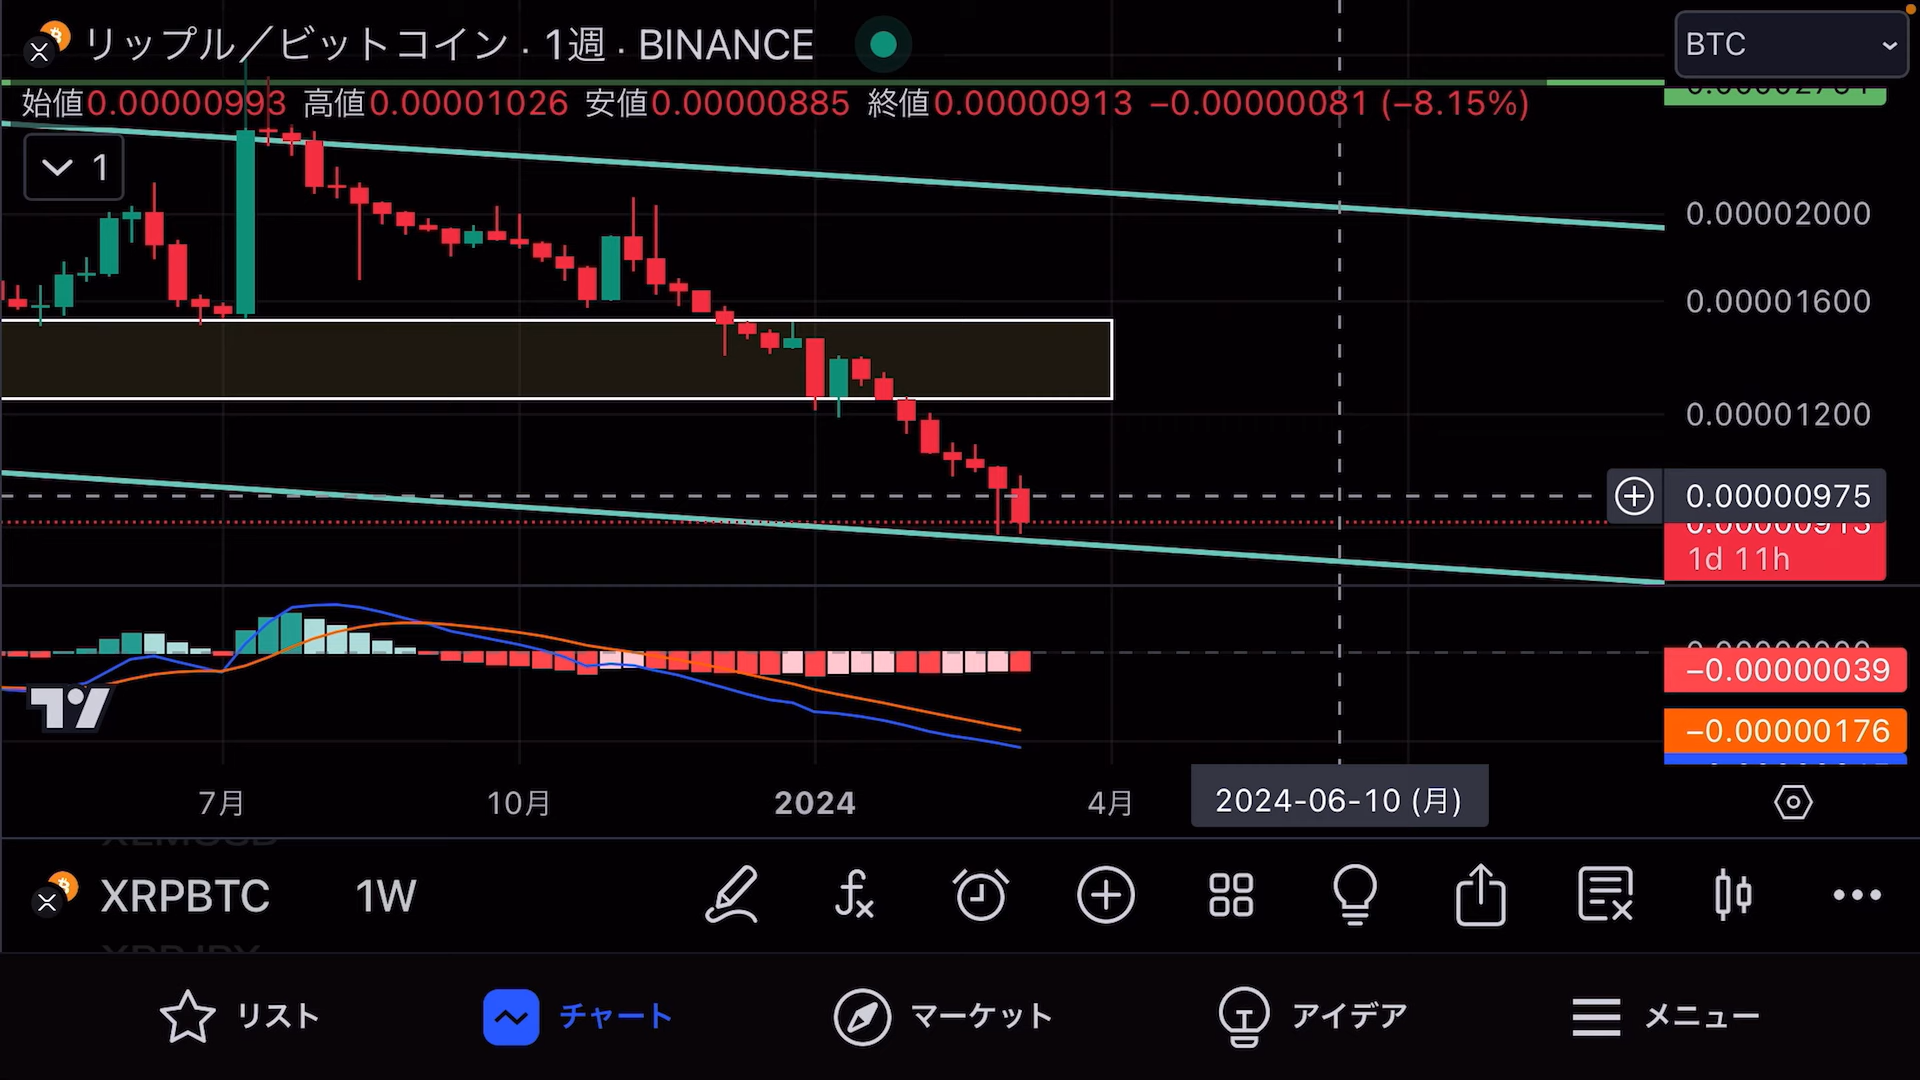 リップル／ビットコイン · 1週 · BINANCE
BTC
始値0.00000993 高値0.00001026 安値0.00000885 終値0.00000913 −0.00000081 (−8.15%)
1
0.00002000
0.00001600
0.00001200
0.00000975
0.00000913
1d 11h
−0.00000039
−0.00000176
7月 10月 2024 4月 2024-06-10 (月)
XRPBTC 1W
リスト チャート マーケット アイデア メニュー